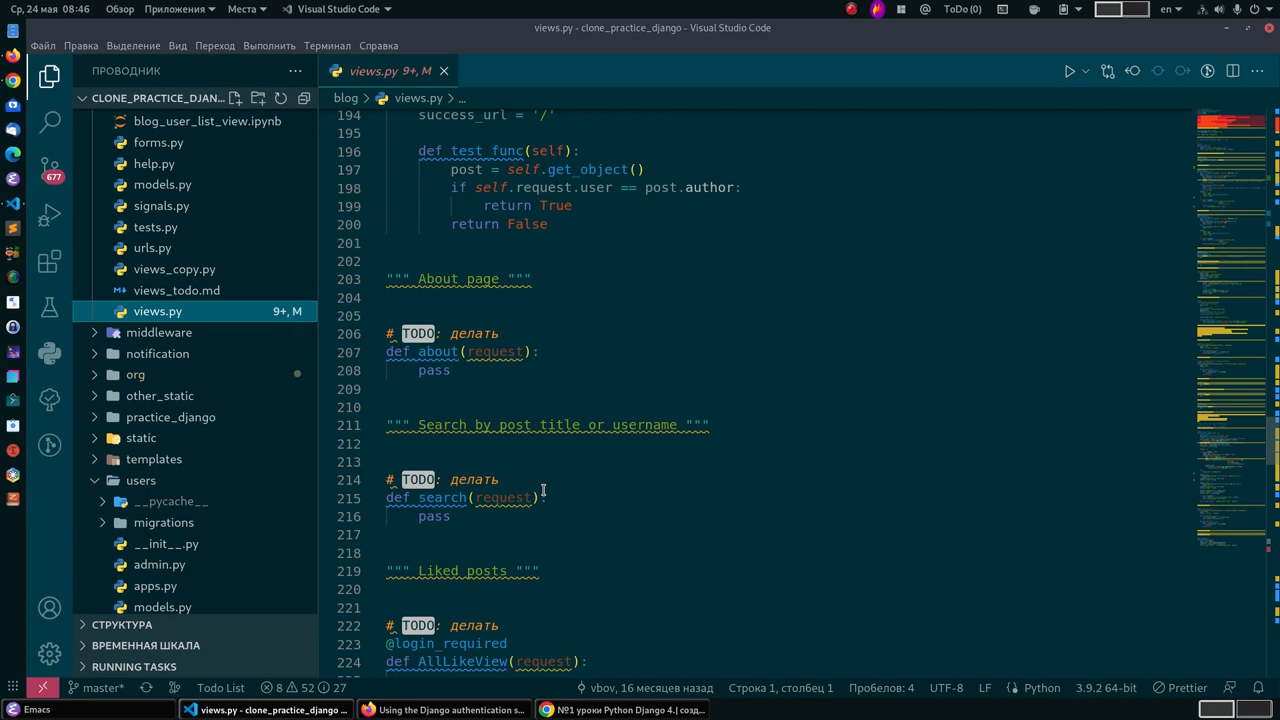 Ср, 24 мая 08:46 Обзор Приложения Места Visual Studio Code ToDo(0) en
views.py - clone_practice_django - Visual Studio Code
Файл Правка Выделение Вид Переход Выполнить Терминал Справка
ПРОВОДНИК
CLONE_PRACTICE_DJAN...
blog_user_list_view.ipynb
forms.py
help.py
models.py
signals.py
tests.py
urls.py
views_copy.py
views_todo.md
views.py 9+, M
middleware
notification
org
other_static
practice_django
static
templates
users
__pycache__
migrations
__init__.py
admin.py
apps.py
models.py
СТРУКТУРА
ВРЕМЕННАЯ ШКАЛА
RUNNING TASKS
677
views.py 9+, M
blog > views.py > ...
194 success_url = '/'
195
196 def test_func(self):
197 post = self.get_object()
198 if self.request.user == post.author:
199 return True
200 return False
201
202
203 """ About page """
204
205
206 # TODO: делать
207 def about(request):
208 pass
209
210
211 """ Search by post title or username """
212
213
214 # TODO: делать
215 def search(request):
216 pass
217
218
219 """ Liked posts """
220
221
222 # TODO: делать
223 @login_required
224 def AllLikeView(request):
master* Todo List 8 52 27 vbov, 16 месяцев назад Строка 1, столбец 1 Пробелов: 4 UTF-8 LF Python 3.9.2 64-bit Prettier
Emacs views.py - clone_practice_django ... Using the Django authentication s... №1 уроки Python Django 4.| созд...